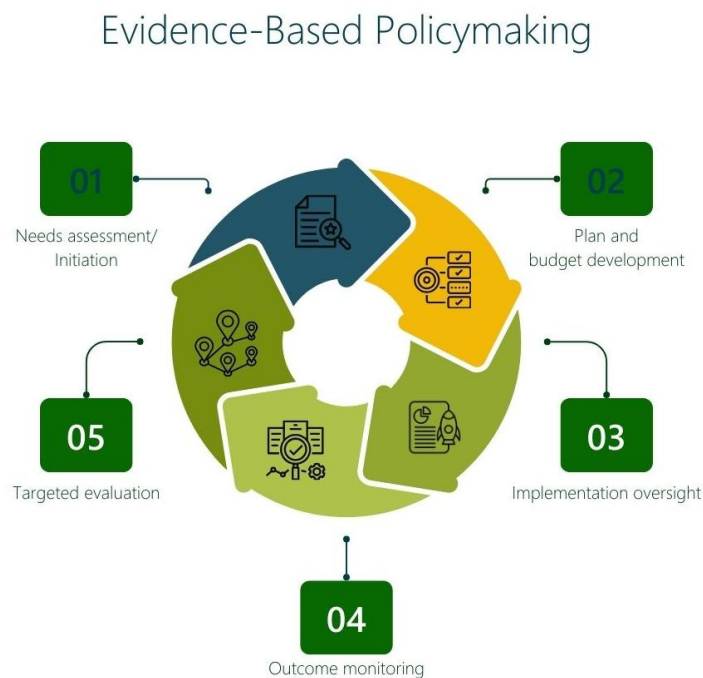 Evidence-Based Policymaking
01
Needs assessment/
Initiation
02
Plan and
budget development
03
Implementation oversight
04
Outcome monitoring
05
Targeted evaluation